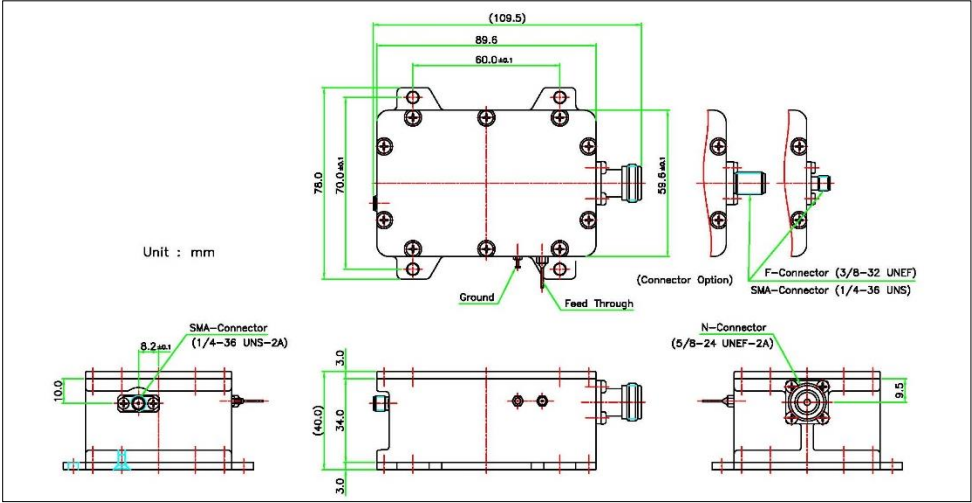 (109.5)
89.6
60.0±0.1
78.0
70.0±0.1
59.6±0.1
Unit : mm
(Connector Option)
F-Connector (3/8-32 UNEF)
SMA-Connector (1/4-36 UNS)
Ground
Feed Through
SMA-Connector
(1/4-36 UNS-2A)
8.2±0.1
10.0
3.0
(40.0)
34.0
3.0
N-Connector
(5/8-24 UNEF-2A)
9.5